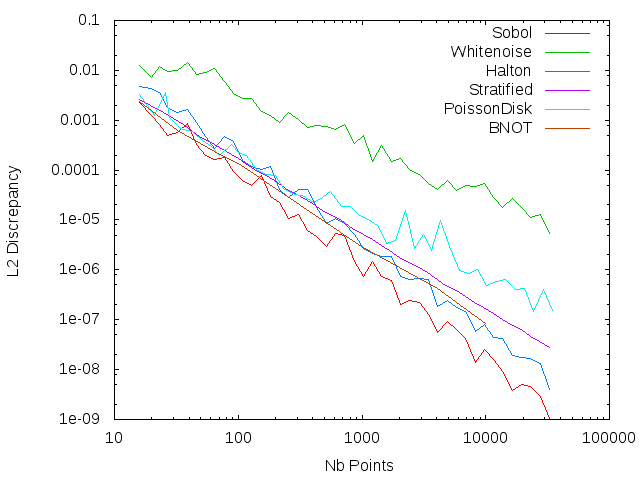 0.1
0.01
0.001
0.0001
1e-05
1e-06
1e-07
1e-08
1e-09
10
100
1000
10000
100000
L2 Discrepancy
Nb Points
Sobol
Whitenoise
Halton
Stratified
PoissonDisk
BNOT